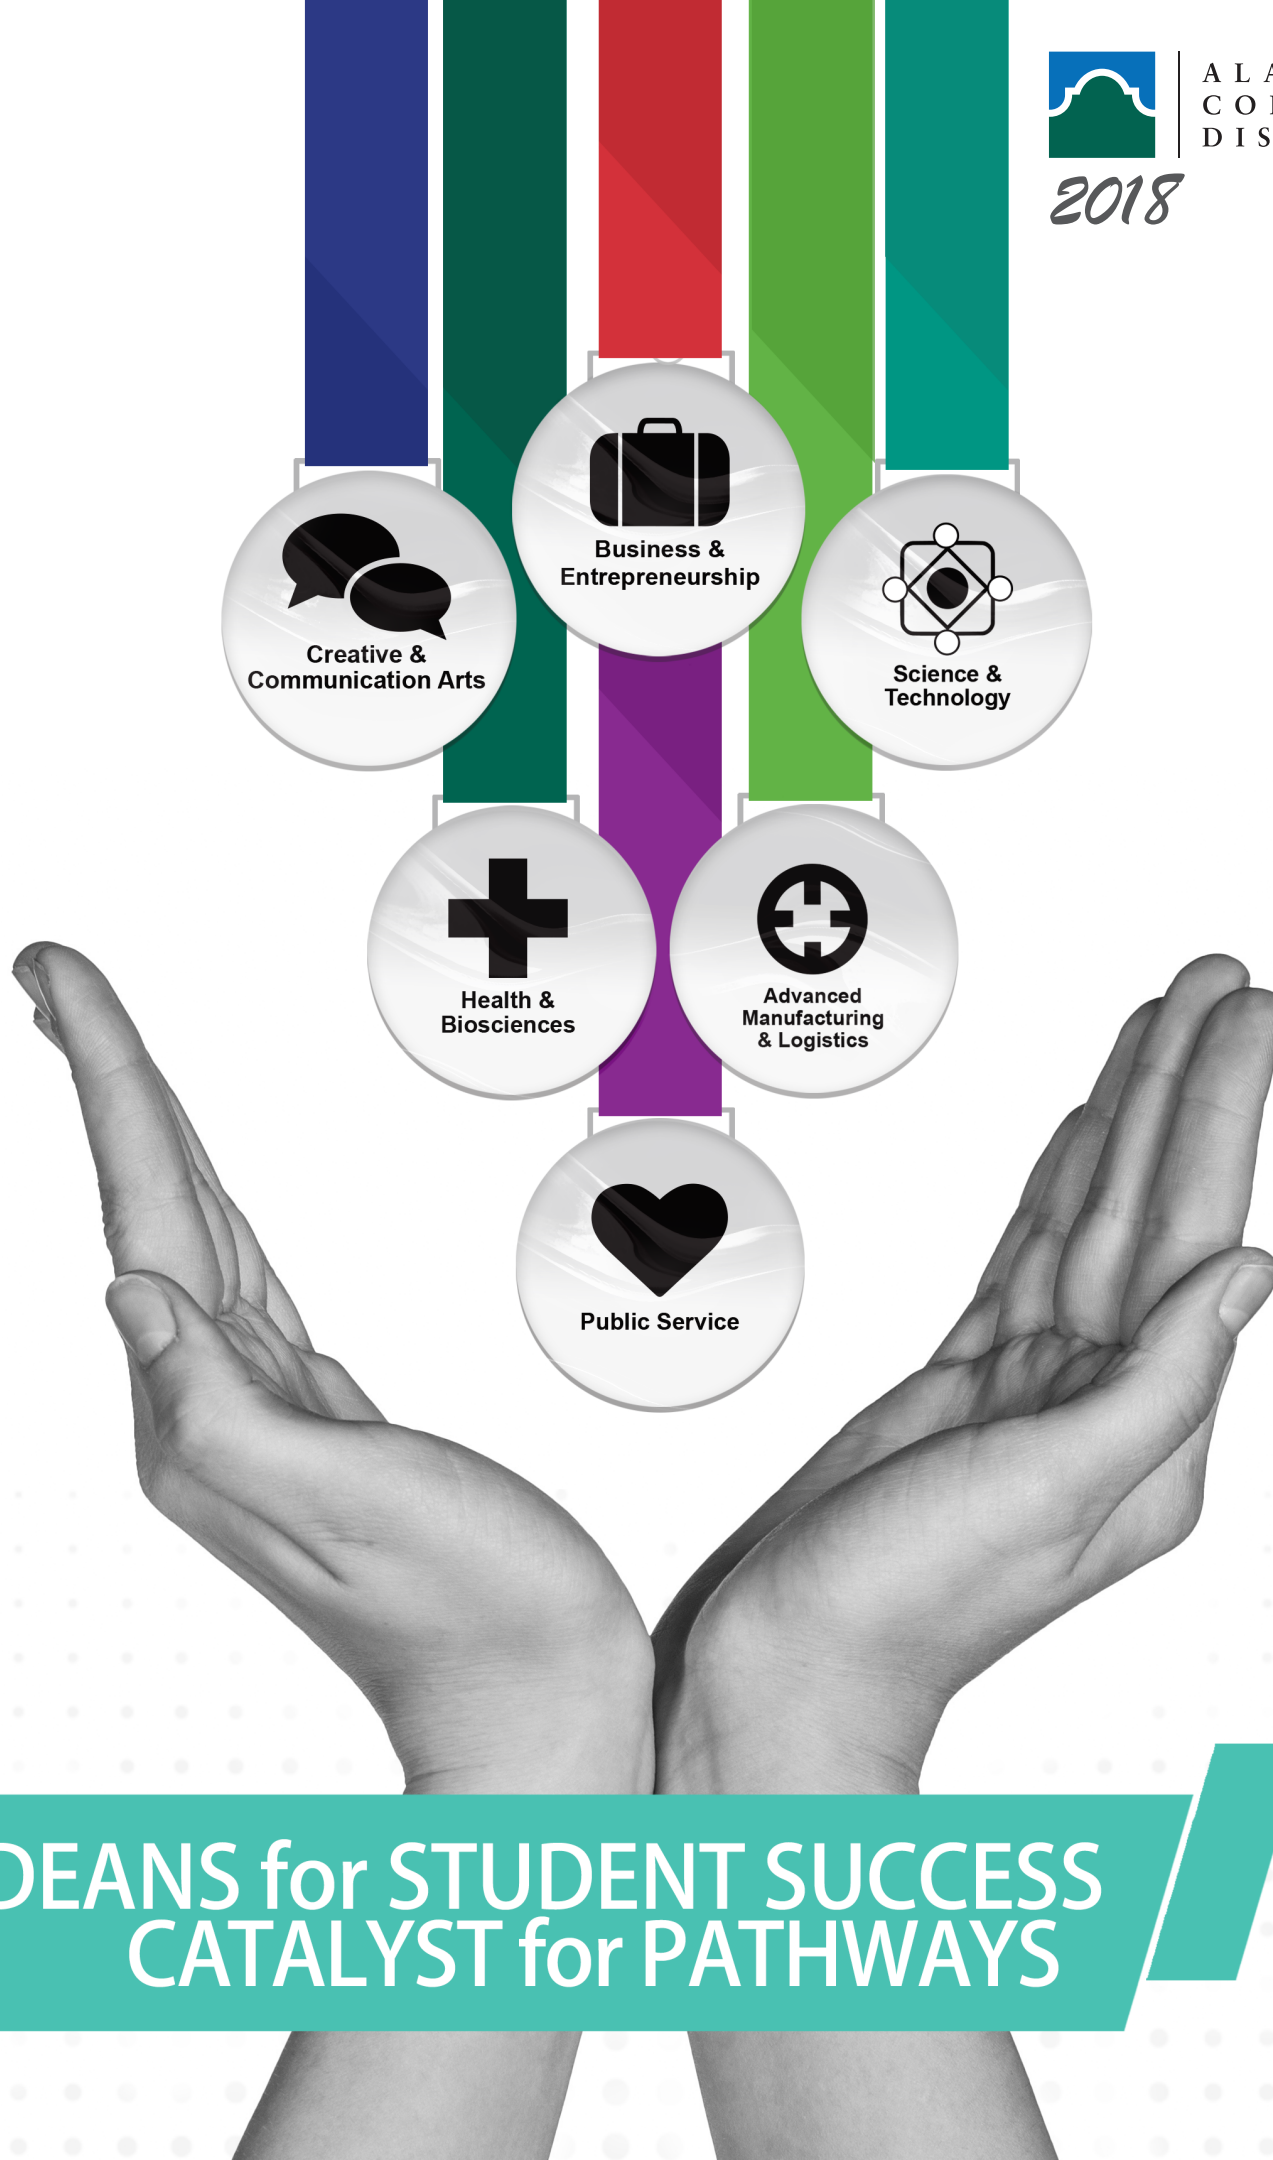 2018
Business &
Entrepreneurship
Creative &
Communication Arts
Science &
Technology
Health &
Biosciences
Advanced
Manufacturing
& Logistics
Public Service
DEANS for STUDENT SUCCESS
CATALYST for PATHWAYS